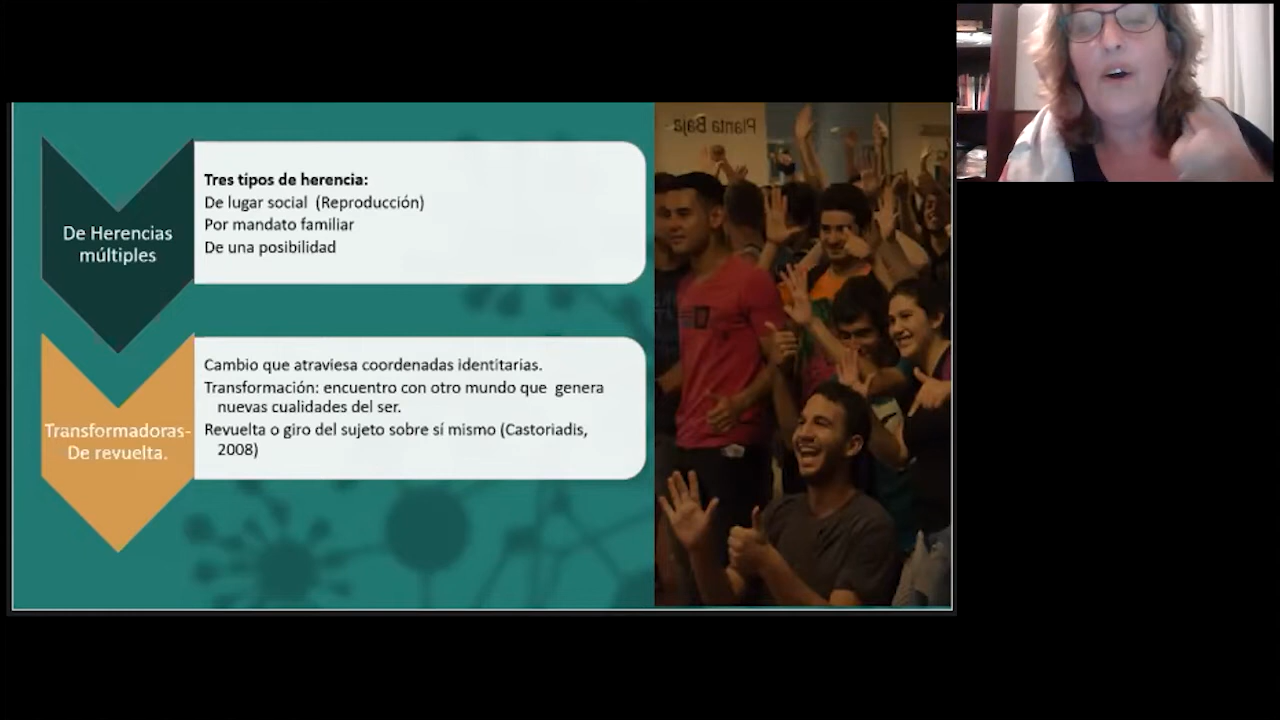 De Herencias
múltiples
Tres tipos de herencia:
De lugar social (Reproducción)
Por mandato familiar
De una posibilidad
Transformadoras-
De revuelta.
Cambio que atraviesa coordenadas identitarias.
Transformación: encuentro con otro mundo que genera
nuevas cualidades del ser.
Revuelta o giro del sujeto sobre sí mismo (Castoriadis,
2008)
Planta Baja